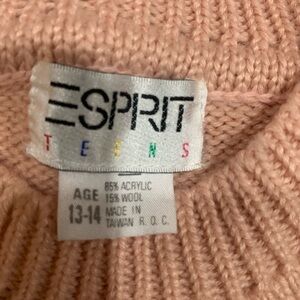 ESPRIT
TEENS
AGE 85% ACRYLIC
15% WOOL
13-14 MADE IN
TAIWAN R.O.C.